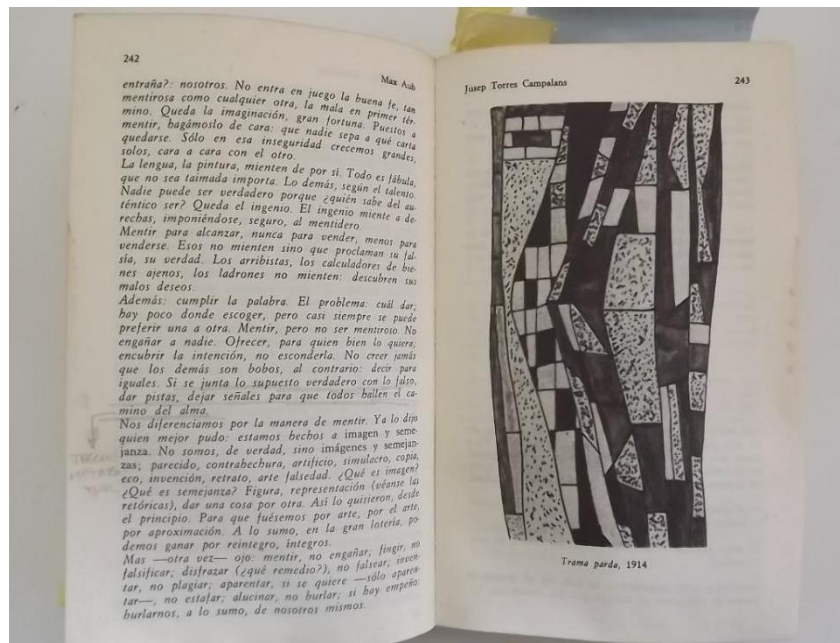 242
Max Aub
entraña?: nosotros. No entra en juego la buena fe, tan
mentirosa como cualquier otra, la mala en primer tér-
mino. Queda la imaginación, gran fortuna. Puestos a
mentir, hagámoslo de cara: que nadie sepa a qué carta
quedarse. Sólo en esa inseguridad crecemos grandes,
solos, cara a cara con el otro.
La lengua, la pintura, mienten de por sí. Todo es fábula,
que no sea taimada importa. Lo demás, según el talento.
Nadie puede ser verdadero porque ¿quién sabe del au-
téntico ser? Queda el ingenio. El ingenio miente a de-
rechas, imponiéndose, seguro, al mentidero.
Mentir para alcanzar, nunca para vender, menos para
venderse. Esos no mienten sino que proclaman su fal-
sía, su verdad. Los arribistas, los calculadores de bie-
nes ajenos, los ladrones no mienten: descubren sus
malos deseos.
Además: cumplir la palabra. El problema: cuál dar;
hay poco donde escoger, pero casi siempre se puede
preferir una a otra. Mentir, pero no ser mentiroso. No
engañar a nadie. Ofrecer, para quien bien lo quiera;
encubrir la intención, no esconderla. No creer jamás
que los demás son bobos, al contrario: decir para
iguales. Si se junta lo supuesto verdadero con lo falso,
dar pistas, dejar señales para que todos hallen el ca-
mino del alma.
Nos diferenciamos por la manera de mentir. Ya lo dijo
quien mejor pudo: estamos hechos a imagen y seme-
janza. No somos, de verdad, sino imágenes y semejan-
zas; parecido, contrahechura, artificio, simulacro, copia,
eco, invención, retrato, arte falsedad. ¿Qué es imagen?
¿Qué es semejanza? Figura, representación (véanse las
retóricas), dar una cosa por otra. Así lo quisieron, desde
el principio. Para que fuésemos por arte, por el arte,
por aproximación. A lo sumo, en la gran lotería, po-
demos ganar por reintegro, íntegros.
Mas —otra vez— ojo: mentir, no engañar; fingir, no
falsificar; disfrazar (¿qué remedio?), no falsear; inven-
tar, no plagiar; aparentar, si se quiere —sólo aparen-
tar—, no estafar; alucinar, no burlar; si hay empeño:
burlarnos, a lo sumo, de nosotros mismos.
Jusep Torres Campalans
243
Trama parda, 1914